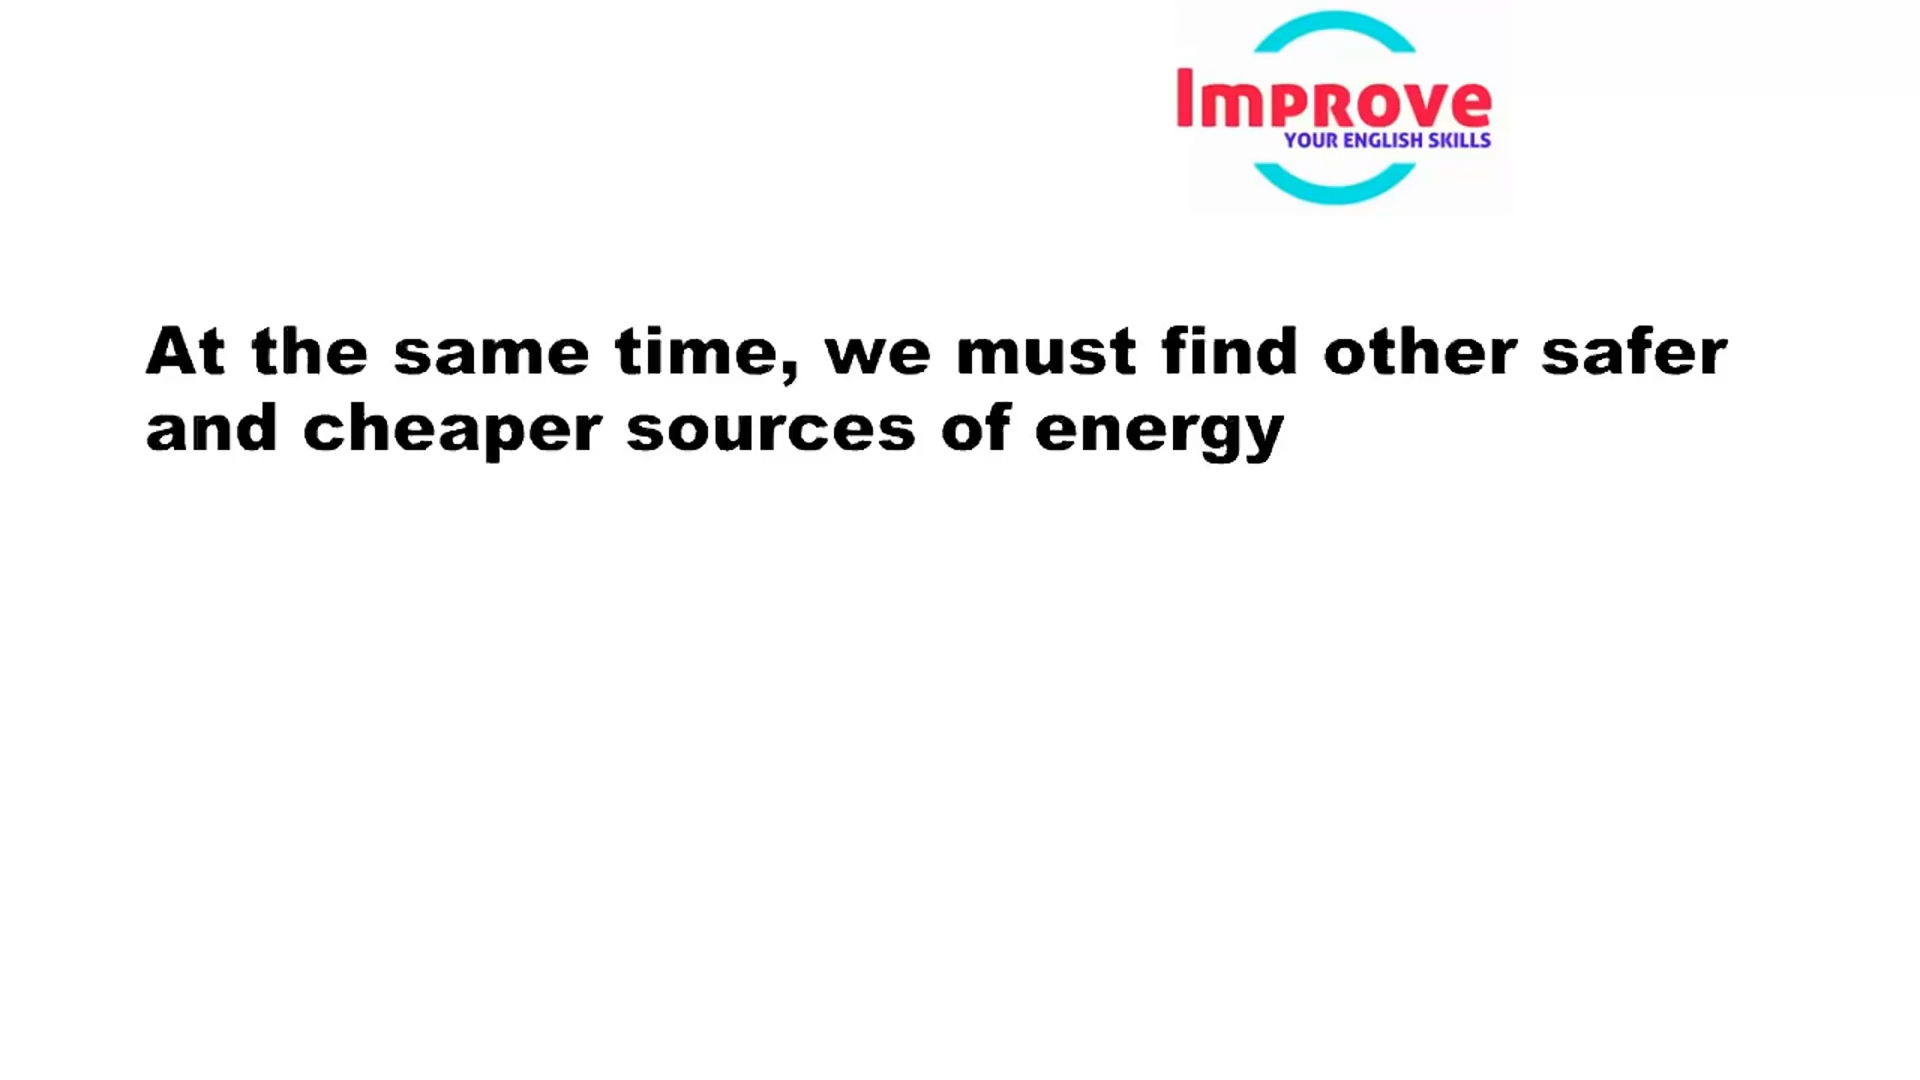 Improve
YOUR ENGLISH SKILLS
At the same time, we must find other safer
and cheaper sources of energy